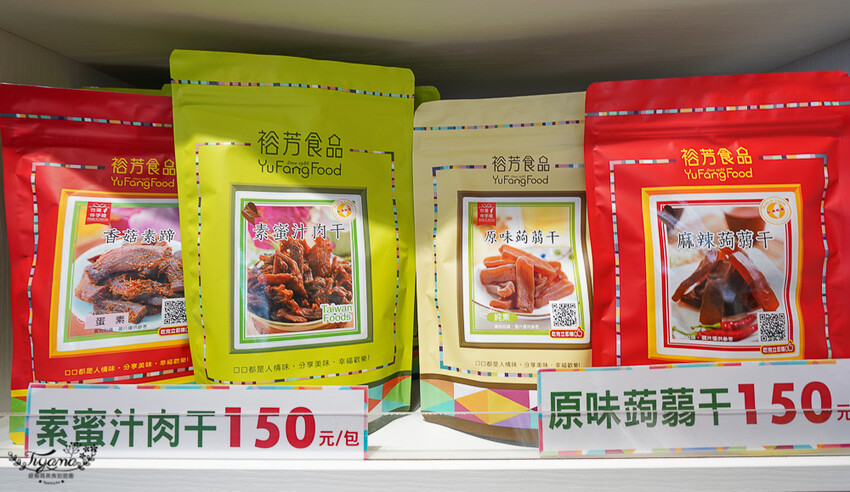 裕芳食品
YuFangFood
香菇素蹄
蛋素
裕芳食品
Since 1986
YuFangFood
素蜜汁肉干
Taiwan
Foods
口口都是人情味，分享美味，幸福歡樂!
裕芳食品
YuFangFood
原味蒟蒻干
純素
口口都是人情味，分享美味，幸福歡樂!
裕芳食品
YuFangFood
麻辣蒟蒻干
素蜜汁肉干150元/包
原味蒟蒻干150元
Tiyama